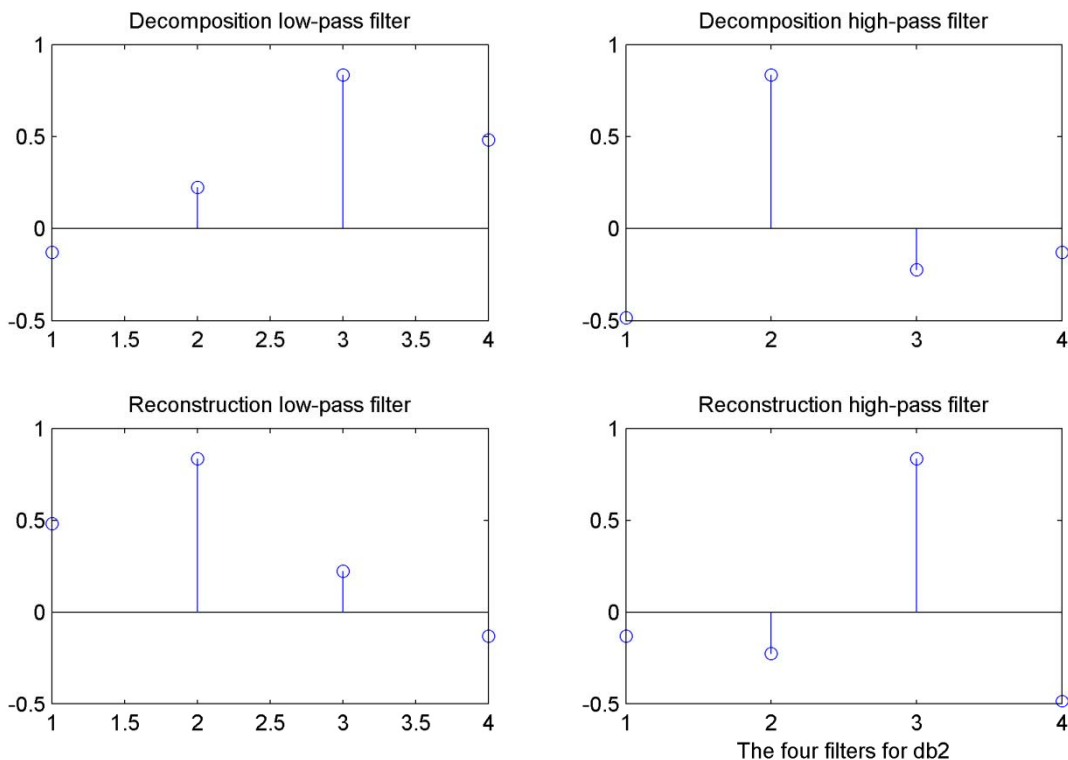 Decomposition low-pass filter
1
0.5
0
-0.5
1 1.5 2 2.5 3 3.5 4
Decomposition high-pass filter
1
0.5
0
-0.5
1 2 3 4
Reconstruction low-pass filter
1
0.5
0
-0.5
1 1.5 2 2.5 3 3.5 4
Reconstruction high-pass filter
1
0.5
0
-0.5
1 2 3 4
The four filters for db2